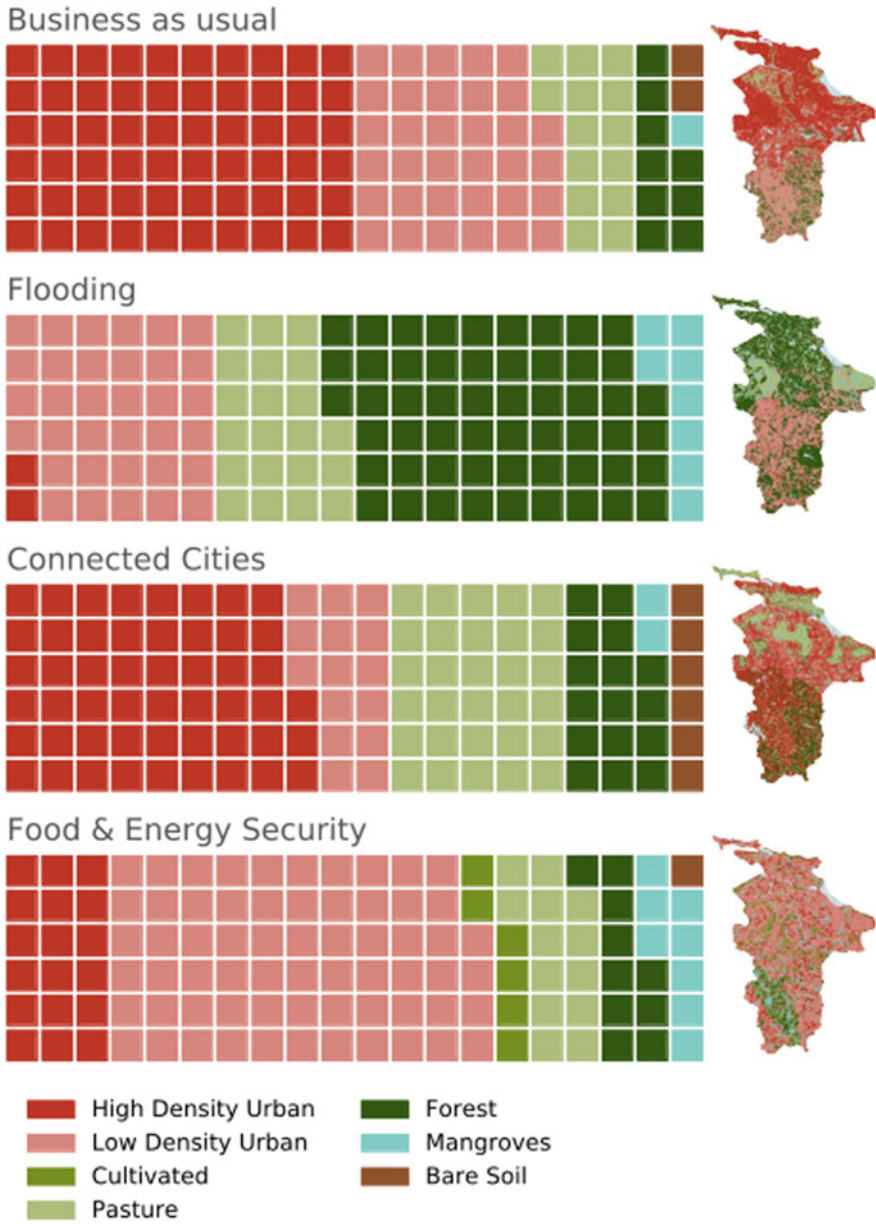 Business as usual
Flooding
Connected Cities
Food & Energy Security
High Density Urban
Low Density Urban
Cultivated
Pasture
Forest
Mangroves
Bare Soil